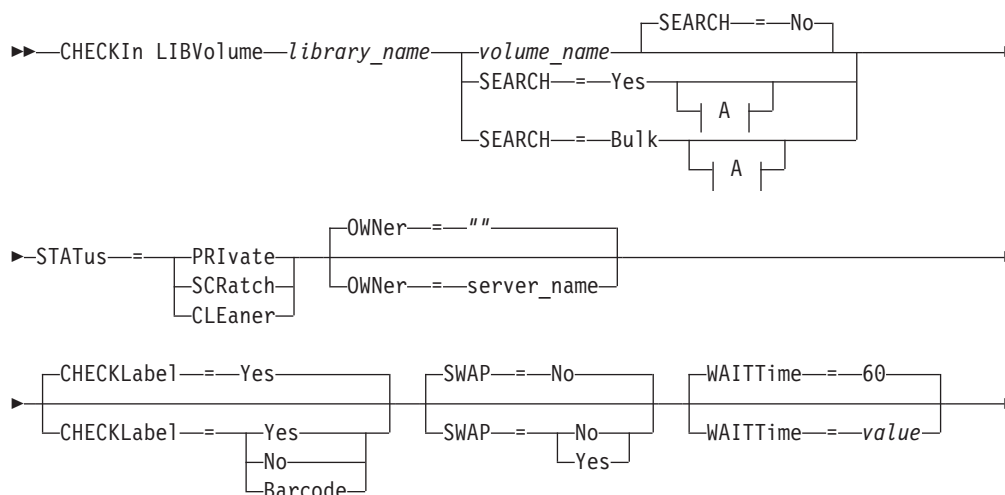 SEARCH = No
CHECKIn LIBVolume library_name volume_name
SEARCH = Yes
A
SEARCH = Bulk
A
OWNer = ""
STATus = PRIvate
SCRatch OWNer = server_name
CLEaner
CHECKLabel = Yes SWAP = No WAITTime = 60
CHECKLabel = Yes SWAP = No WAITTime = value
No Yes
Barcode